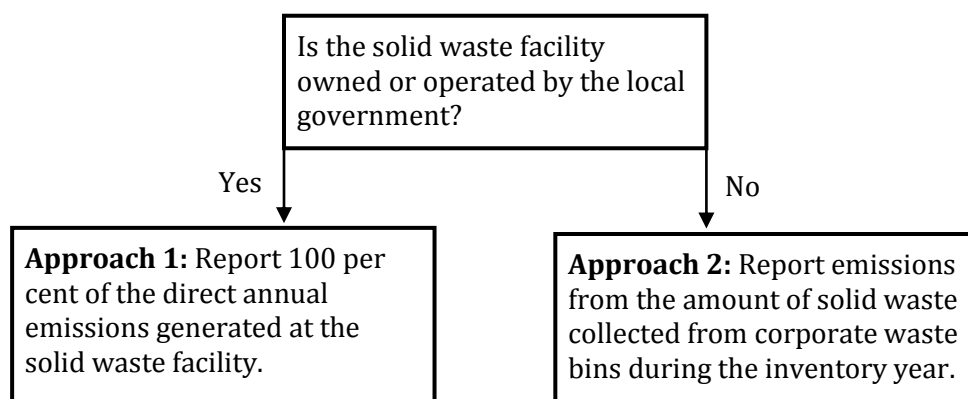 Is the solid waste facility
owned or operated by the local
government?
Yes
No
Approach 1: Report 100 per
cent of the direct annual
emissions generated at the
solid waste facility.
Approach 2: Report emissions
from the amount of solid waste
collected from corporate waste
bins during the inventory year.